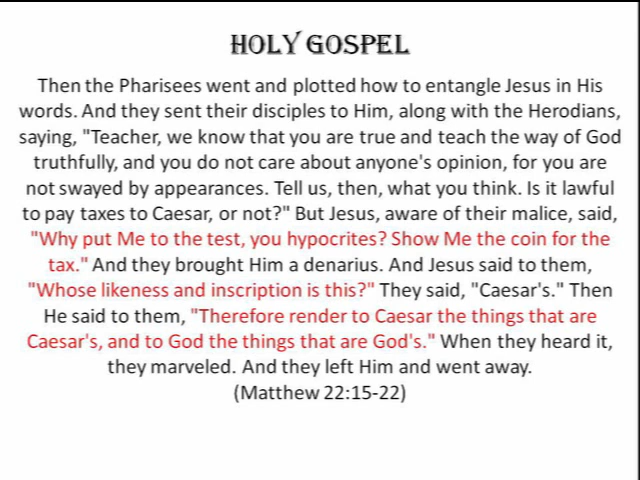 HOLY GOSPEL
Then the Pharisees went and plotted how to entangle Jesus in His
words. And they sent their disciples to Him, along with the Herodians,
saying, "Teacher, we know that you are true and teach the way of God
truthfully, and you do not care about anyone's opinion, for you are
not swayed by appearances. Tell us, then, what you think. Is it lawful
to pay taxes to Caesar, or not?" But Jesus, aware of their malice, said,
"Why put Me to the test, you hypocrites? Show Me the coin for the
tax." And they brought Him a denarius. And Jesus said to them,
"Whose likeness and inscription is this?" They said, "Caesar's." Then
He said to them, "Therefore render to Caesar the things that are
Caesar's, and to God the things that are God's." When they heard it,
they marveled. And they left Him and went away.
(Matthew 22:15-22)